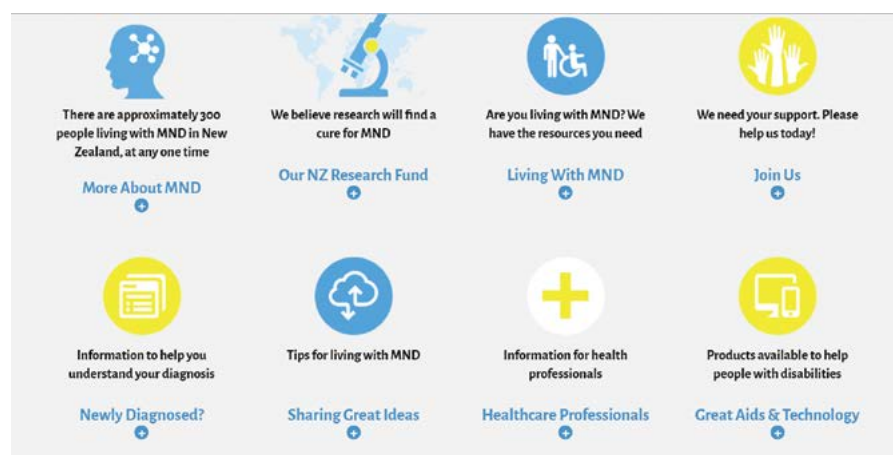 There are approximately 300
people living with MND in New
Zealand, at any one time
More About MND
We believe research will find a
cure for MND
Our NZ Research Fund
Are you living with MND? We
have the resources you need
Living With MND
We need your support. Please
help us today!
Join Us
Information to help you
understand your diagnosis
Newly Diagnosed?
Tips for living with MND
Sharing Great Ideas
Information for health
professionals
Healthcare Professionals
Products available to help
people with disabilities
Great Aids & Technology